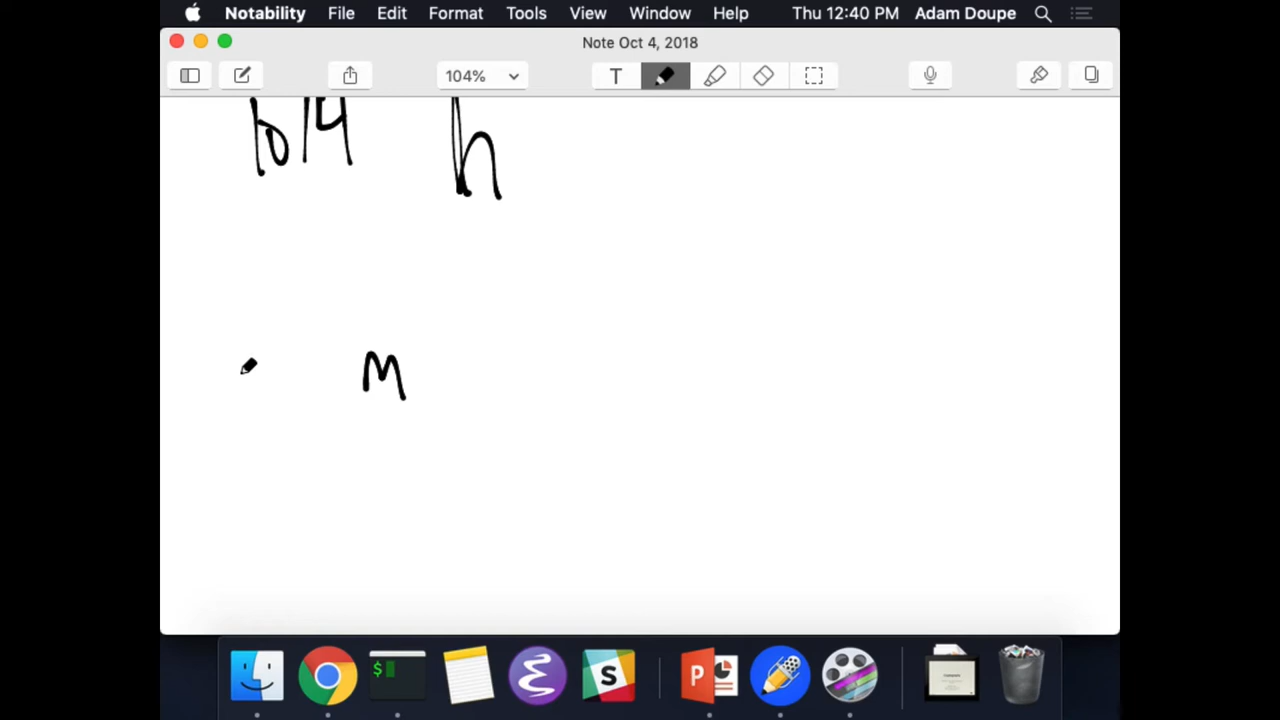 Notability File Edit Format Tools View Window Help Thu 12:40 PM Adam Doupe
Note Oct 4, 2018
104% T
h
M
$
S
P